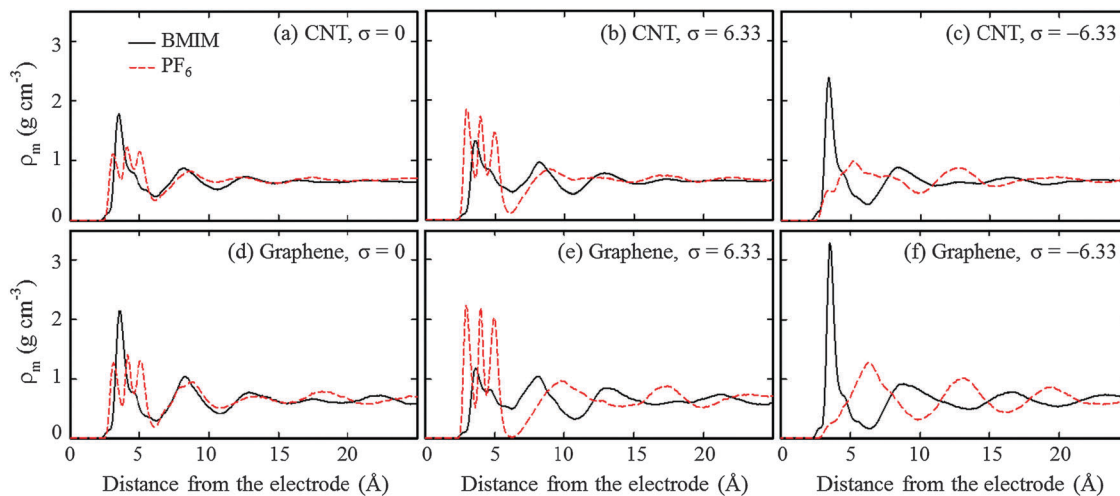 (a) CNT, σ = 0
(b) CNT, σ = 6.33
(c) CNT, σ = −6.33
BMIM
PF6
3
2
1
0
ρm (g cm-3)
(d) Graphene, σ = 0
(e) Graphene, σ = 6.33
(f) Graphene, σ = −6.33
3
2
1
0
ρm (g cm-3)
0 5 10 15 20
0 5 10 15 20
0 5 10 15 20
Distance from the electrode (Å)
Distance from the electrode (Å)
Distance from the electrode (Å)